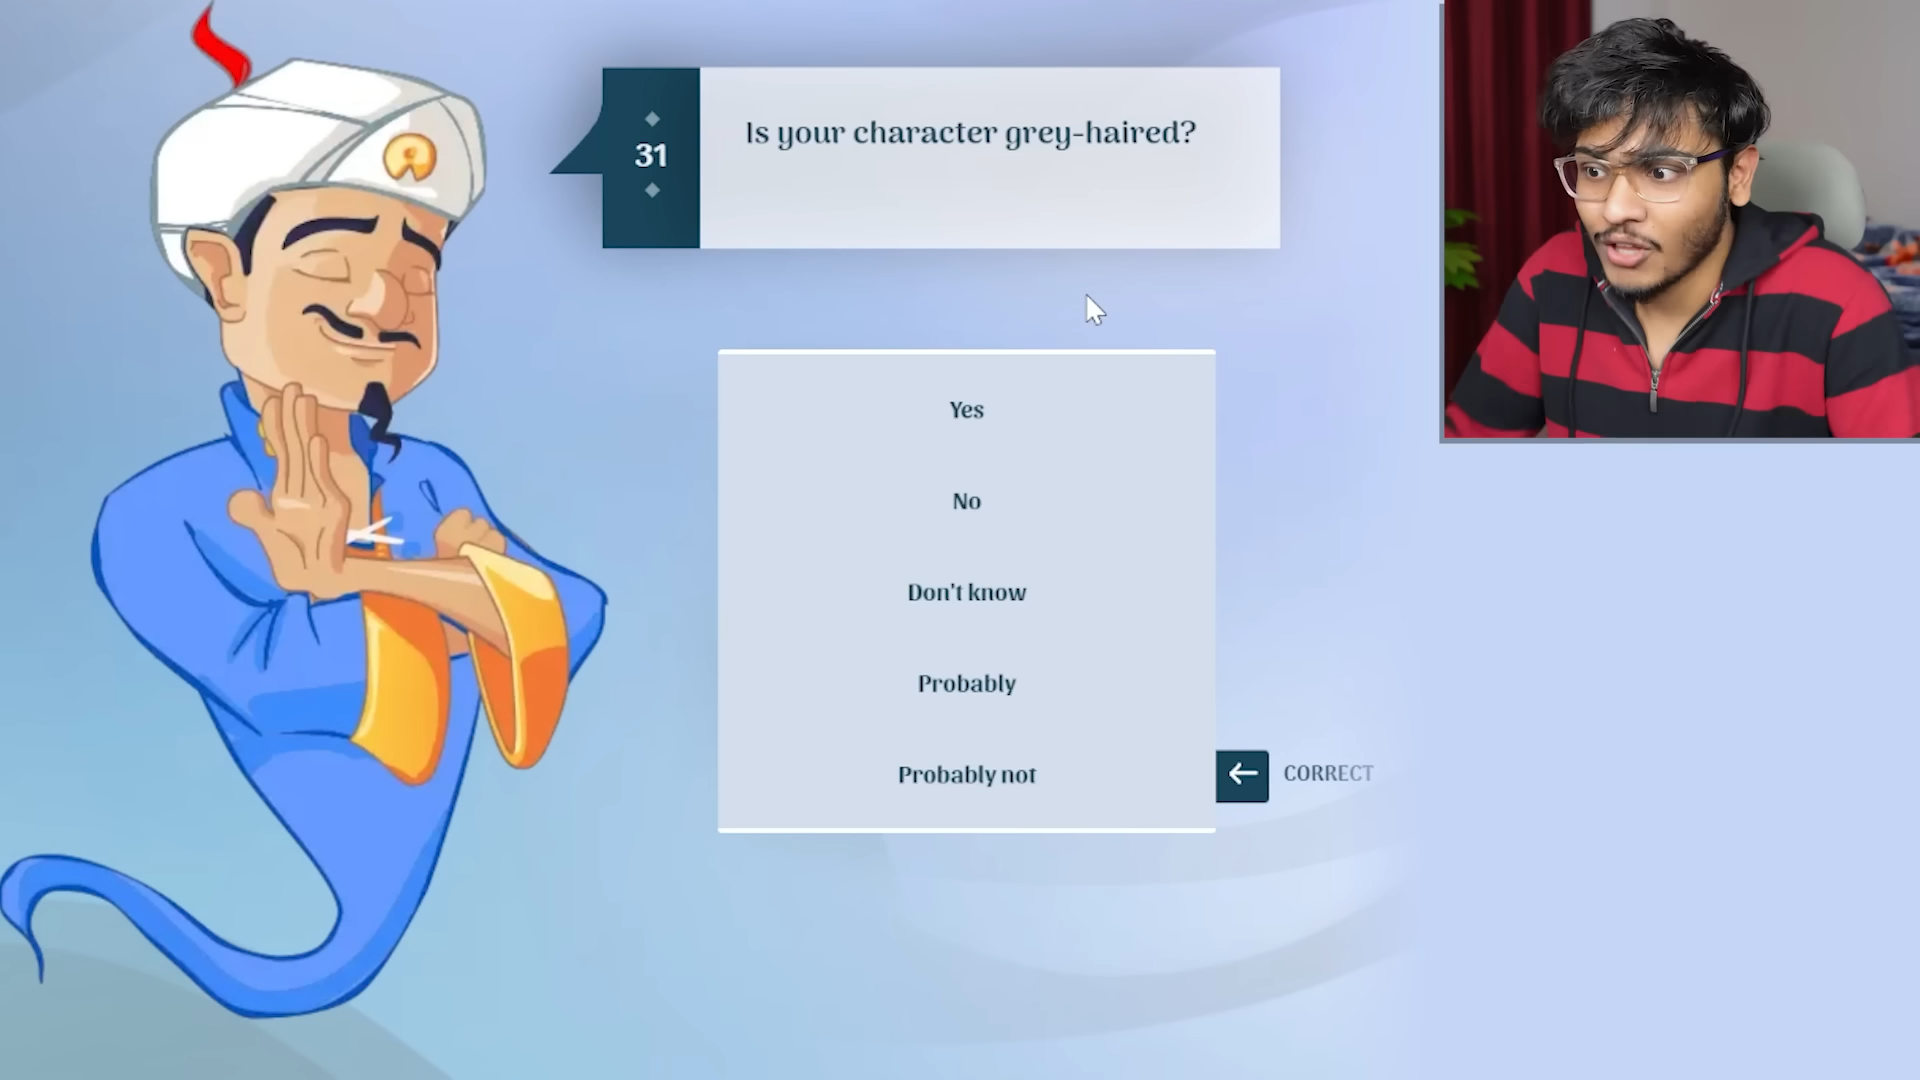 31
Is your character grey-haired?
Yes
No
Don't know
Probably
Probably not
CORRECT